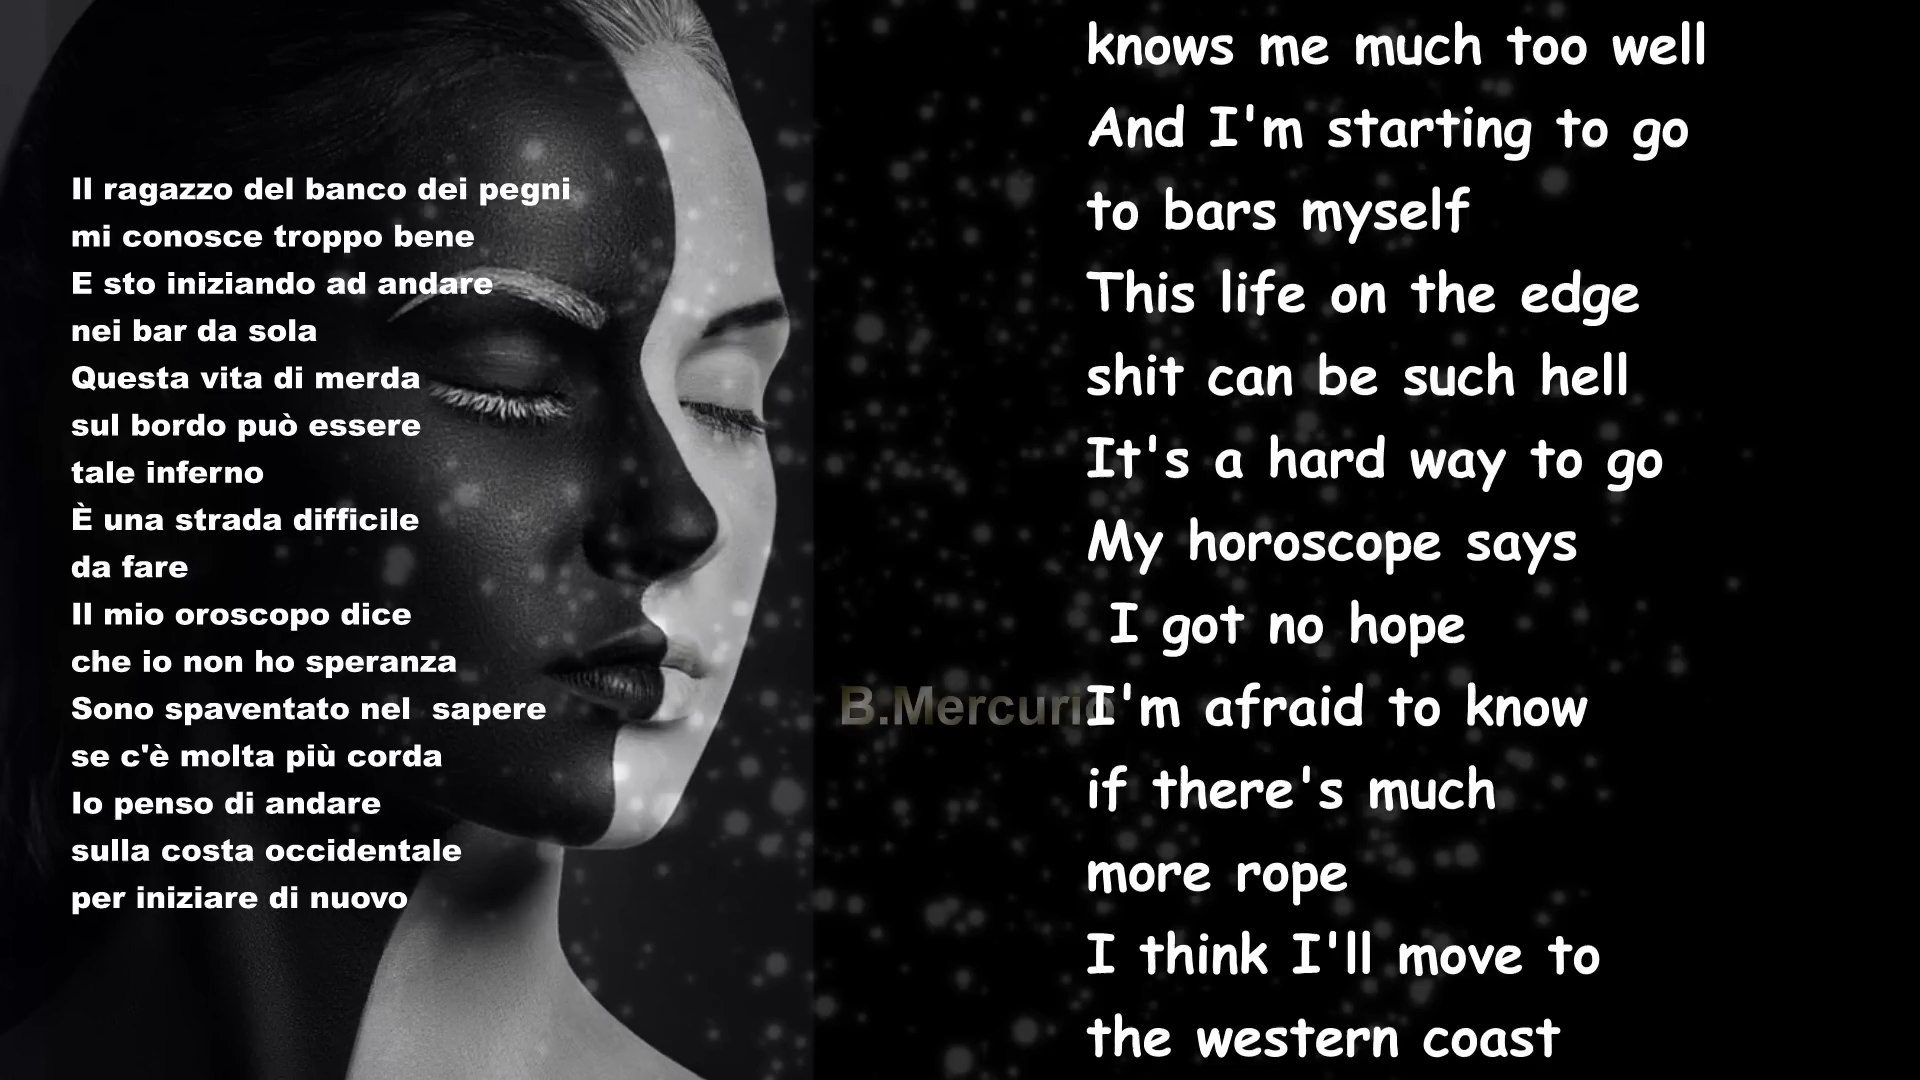 Il ragazzo del banco dei pegni
mi conosce troppo bene
E sto iniziando ad andare
nei bar da sola
Questa vita di merda
sul bordo può essere
tale inferno
È una strada difficile
da fare
Il mio oroscopo dice
che io non ho speranza
Sono spaventato nel  sapere
se c'è molta più corda
Io penso di andare
sulla costa occidentale
per iniziare di nuovo
B.Mercurio
knows me much too well
And I'm starting to go
to bars myself
This life on the edge
shit can be such hell
It's a hard way to go
My horoscope says
I got no hope
I'm afraid to know
if there's much
more rope
I think I'll move to
the western coast